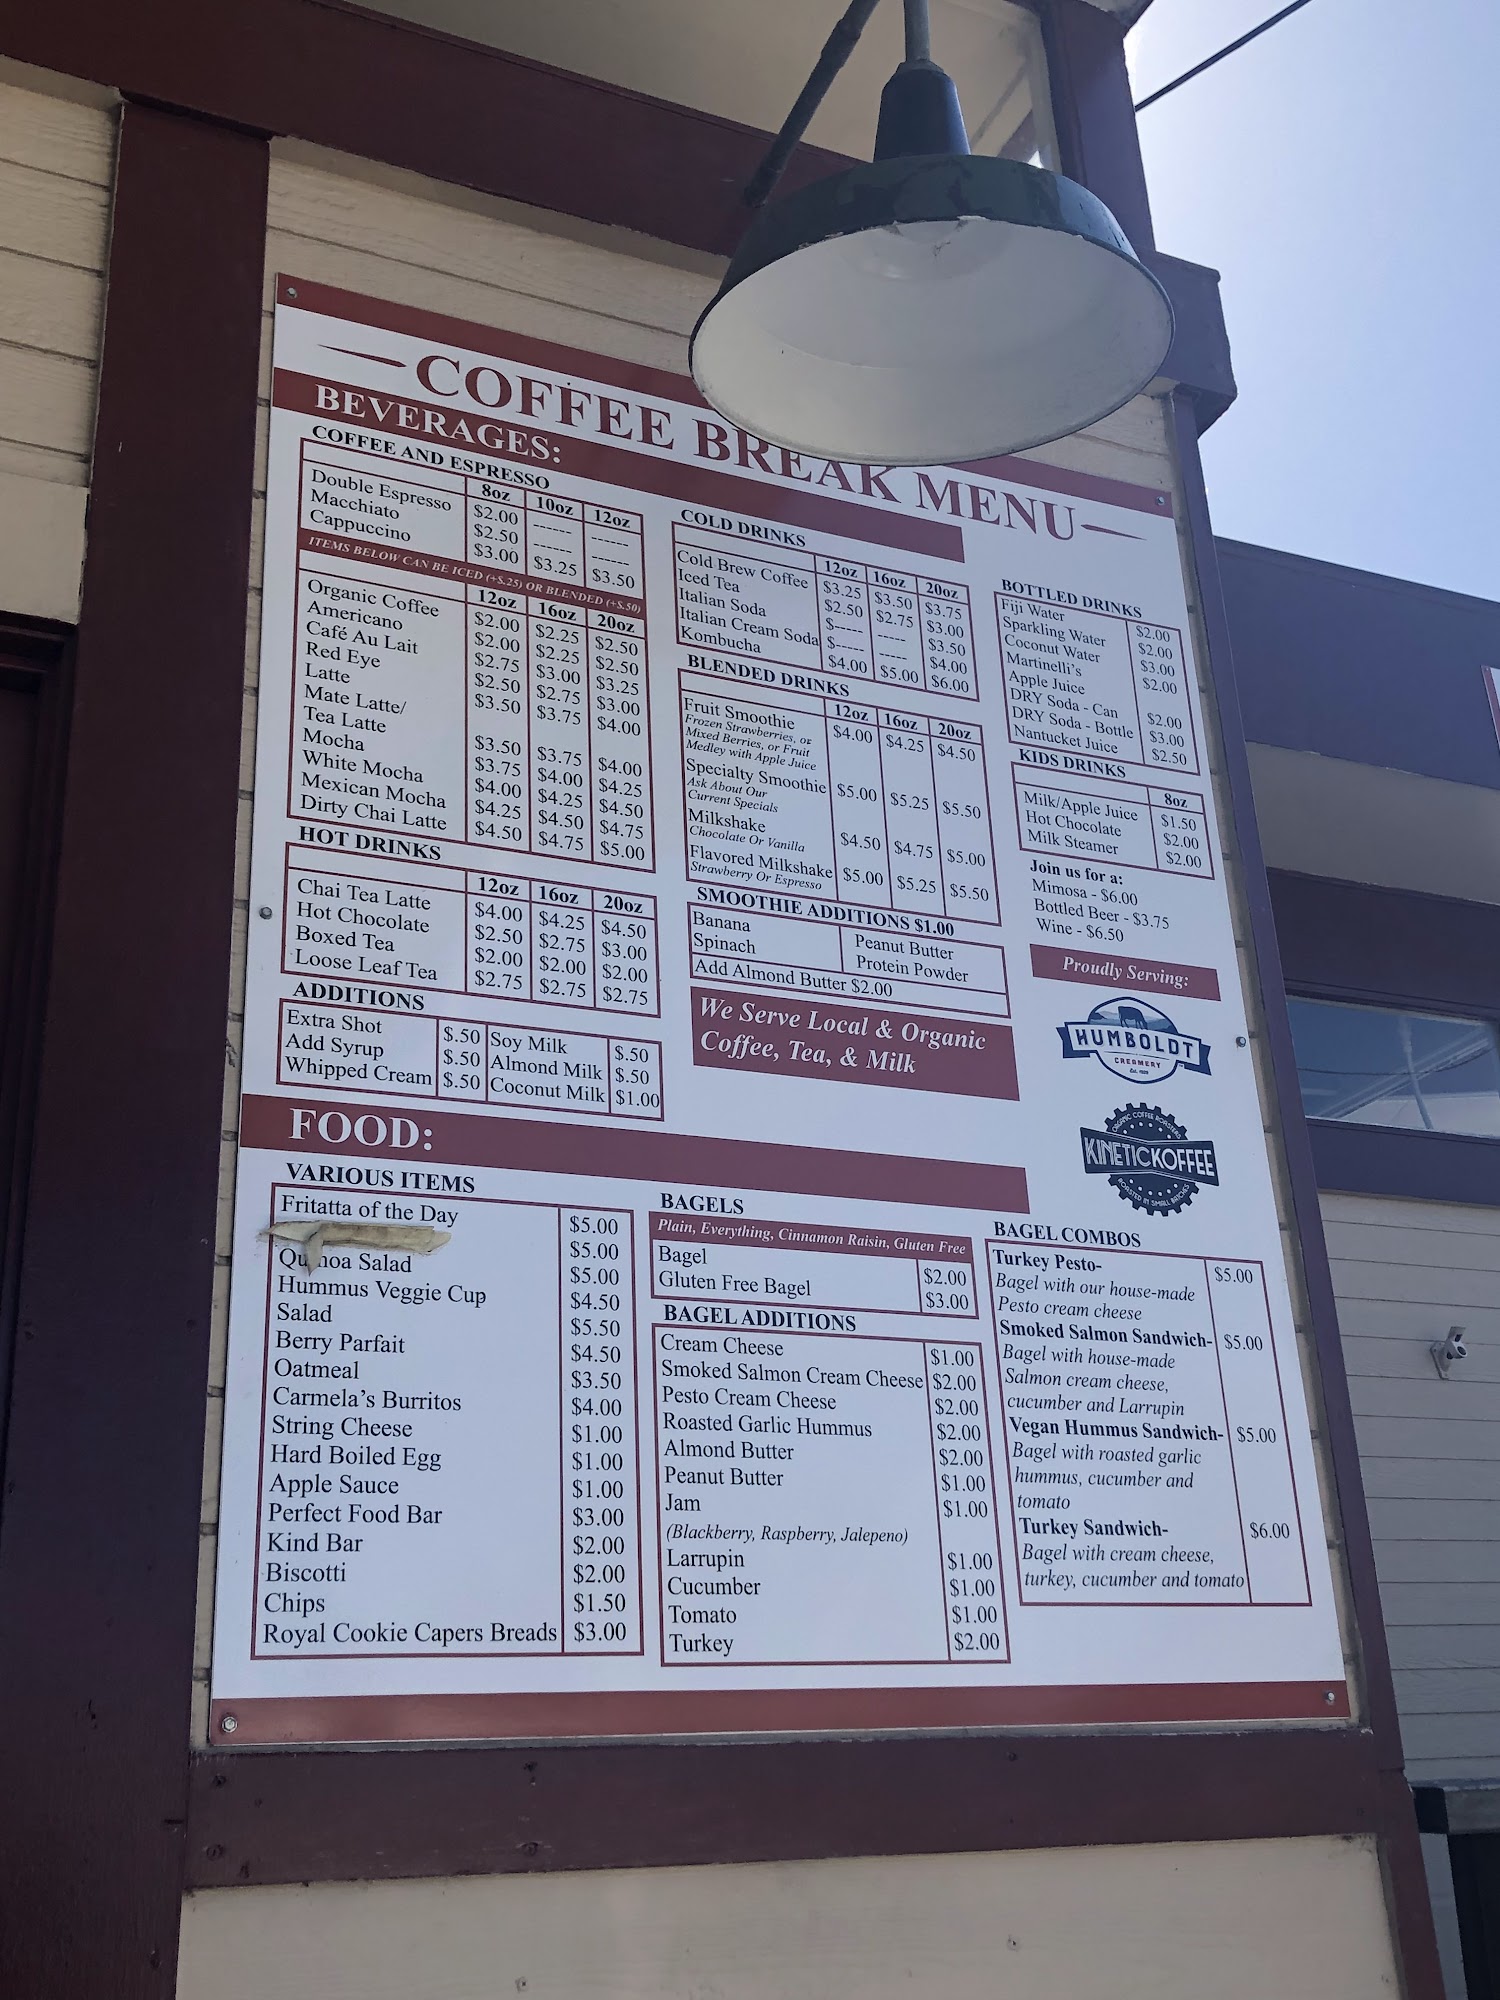 COFFEE BREAK MENU
BEVERAGES:
COFFEE AND ESPRESSO
8oz 10oz 12oz
Double Espresso $2.00 ------ ------
Macchiato $2.50 ------ ------
Cappuccino $3.00 $3.25 $3.50
ITEMS BELOW CAN BE ICED (+$.25) OR BLENDED (+$.50)
12oz 16oz 20oz
Organic Coffee $2.00 $2.25 $2.50
Americano $2.00 $2.25 $2.50
Café Au Lait $2.75 $3.00 $3.25
Red Eye $2.50 $2.75 $3.00
Latte $3.50 $3.75 $4.00
Mate Latte/
Tea Latte $3.50 $3.75 $4.00
Mocha $3.75 $4.00 $4.25
White Mocha $4.00 $4.25 $4.50
Mexican Mocha $4.25 $4.50 $4.75
Dirty Chai Latte $4.50 $4.75 $5.00
HOT DRINKS
12oz 16oz 20oz
Chai Tea Latte $4.00 $4.25 $4.50
Hot Chocolate $2.50 $2.75 $3.00
Boxed Tea $2.00 $2.00 $2.00
Loose Leaf Tea $2.75 $2.75 $2.75
ADDITIONS
Extra Shot $.50 Soy Milk $.50
Add Syrup $.50 Almond Milk $.50
Whipped Cream $.50 Coconut Milk $1.00
COLD DRINKS
12oz 16oz 20oz
Cold Brew Coffee $3.25 $3.50 $3.75
Iced Tea $2.50 $2.75 $3.00
Italian Soda $----- ----- $3.50
Italian Cream Soda $----- ----- $4.00
Kombucha $4.00 $5.00 $6.00
BLENDED DRINKS
12oz 16oz 20oz
Fruit Smoothie $4.00 $4.25 $4.50
Frozen Strawberries, or
Mixed Berries, or Fruit
Medley with Apple Juice
Specialty Smoothie $5.00 $5.25 $5.50
Ask About Our
Current Specials
Milkshake $4.50 $4.75 $5.00
Chocolate Or Vanilla
Flavored Milkshake $5.00 $5.25 $5.50
Strawberry Or Espresso
SMOOTHIE ADDITIONS $1.00
Banana Peanut Butter
Spinach Protein Powder
Add Almond Butter $2.00
We Serve Local & Organic
Coffee, Tea, & Milk
BOTTLED DRINKS
Fiji Water $2.00
Sparkling Water $2.00
Coconut Water $3.00
Martinelli's $2.00
Apple Juice
DRY Soda - Can $2.00
DRY Soda - Bottle $3.00
Nantucket Juice $2.50
KIDS DRINKS
8oz
Milk/Apple Juice $1.50
Hot Chocolate $2.00
Milk Steamer $2.00
Join us for a:
Mimosa - $6.00
Bottled Beer - $3.75
Wine - $6.50
Proudly Serving:
HUMBOLDT
CREAMERY
Est. 1929
ORGANIC COFFEE ROASTERS
KINETICKOFFEE
ROASTED IN SMALL BATCHES
FOOD:
VARIOUS ITEMS
Fritatta of the Day $5.00
$5.00
Quinoa Salad $5.00
Hummus Veggie Cup $4.50
Salad $5.50
Berry Parfait $4.50
Oatmeal $3.50
Carmela's Burritos $4.00
String Cheese $1.00
Hard Boiled Egg $1.00
Apple Sauce $1.00
Perfect Food Bar $3.00
Kind Bar $2.00
Biscotti $2.00
Chips $1.50
Royal Cookie Capers Breads $3.00
BAGELS
Plain, Everything, Cinnamon Raisin, Gluten Free
Bagel $2.00
Gluten Free Bagel $3.00
BAGEL ADDITIONS
Cream Cheese $1.00
Smoked Salmon Cream Cheese $2.00
Pesto Cream Cheese $2.00
Roasted Garlic Hummus $2.00
Almond Butter $2.00
Peanut Butter $1.00
Jam $1.00
(Blackberry, Raspberry, Jalepeno)
Larrupin $1.00
Cucumber $1.00
Tomato $1.00
Turkey $2.00
BAGEL COMBOS
Turkey Pesto- $5.00
Bagel with our house-made
Pesto cream cheese
Smoked Salmon Sandwich- $5.00
Bagel with house-made
Salmon cream cheese,
cucumber and Larrupin
Vegan Hummus Sandwich- $5.00
Bagel with roasted garlic
hummus, cucumber and
tomato
Turkey Sandwich- $6.00
Bagel with cream cheese,
turkey, cucumber and tomato